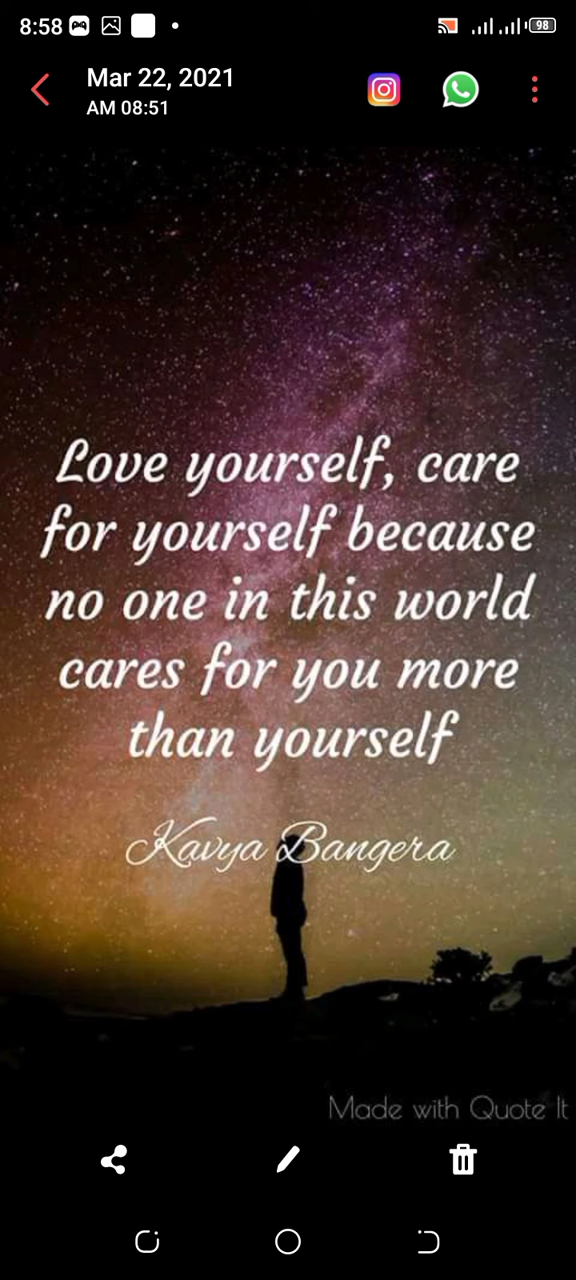 8:58
98
Mar 22, 2021
AM 08:51
Love yourself, care
for yourself because
no one in this world
cares for you more
than yourself
Kavya Bangera
Made with Quote It